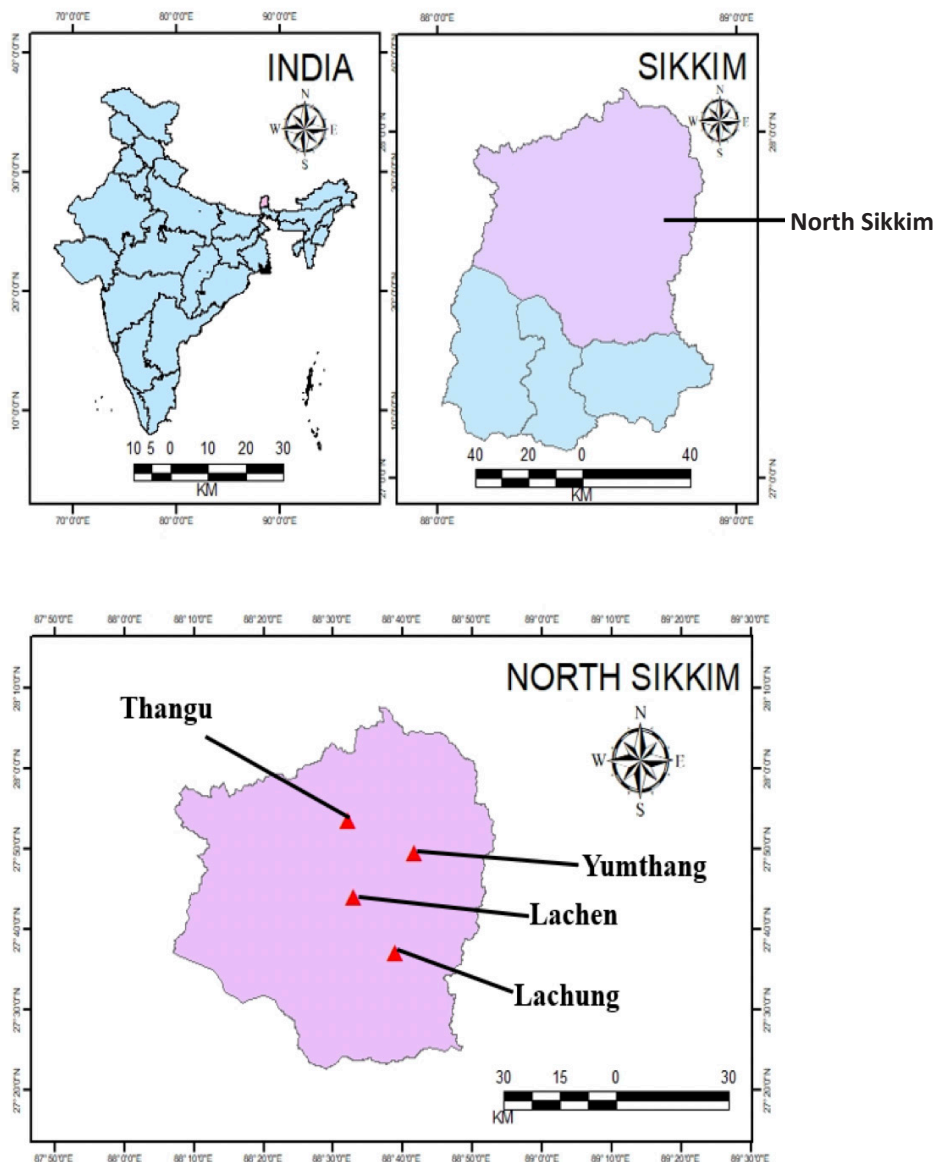 70°0'0"E 80°0'0"E 90°0'0"E
88°0'0"E 89°0'0"E
INDIA
N
W E
S
40°0'0"N
30°0'0"N
20°0'0"N
10°0'0"N
10 5 0 10 20 30
KM
70°0'0"E 80°0'0"E 90°0'0"E
SIKKIM
N
W E
S
28°0'0"N
27°0'0"N
North Sikkim
40 20 0 40
KM
88°0'0"E 89°0'0"E
87°50'0"E 88°0'0"E 88°10'0"E 88°20'0"E 88°30'0"E 88°40'0"E 88°50'0"E 89°0'0"E 89°10'0"E 89°20'0"E 89°30'0"E
NORTH SIKKIM
N
W E
S
28°10'0"N
28°0'0"N
27°50'0"N
27°40'0"N
27°30'0"N
27°20'0"N
Thangu
Yumthang
Lachen
Lachung
30 15 0 30
KM
87°50'0"E 88°0'0"E 88°10'0"E 88°20'0"E 88°30'0"E 88°40'0"E 88°50'0"E 89°0'0"E 89°10'0"E 89°20'0"E 89°30'0"E